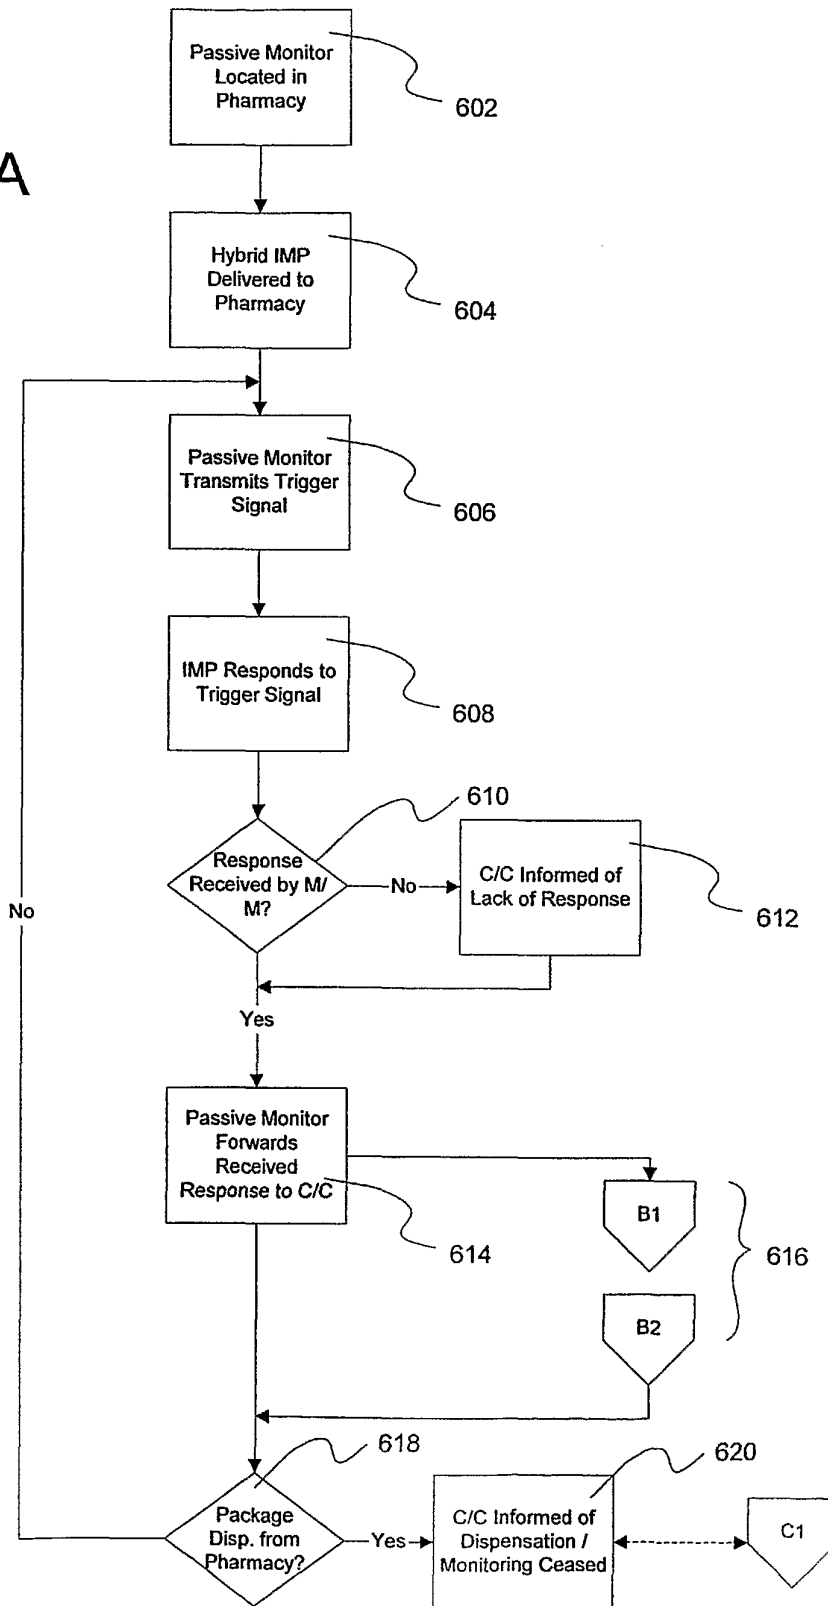 Passive Monitor
Located in
Pharmacy
602
A
Hybrid IMP
Delivered to
Pharmacy
604
Passive Monitor
Transmits Trigger
Signal
606
IMP Responds to
Trigger Signal
608
610
Response
Received by M/
M?
No
C/C Informed of
Lack of Response
612
No
Yes
Passive Monitor
Forwards
Received
Response to C/C
614
B1
616
B2
618
620
Package
Disp. from
Pharmacy?
Yes
C/C Informed of
Dispensation /
Monitoring Ceased
C1